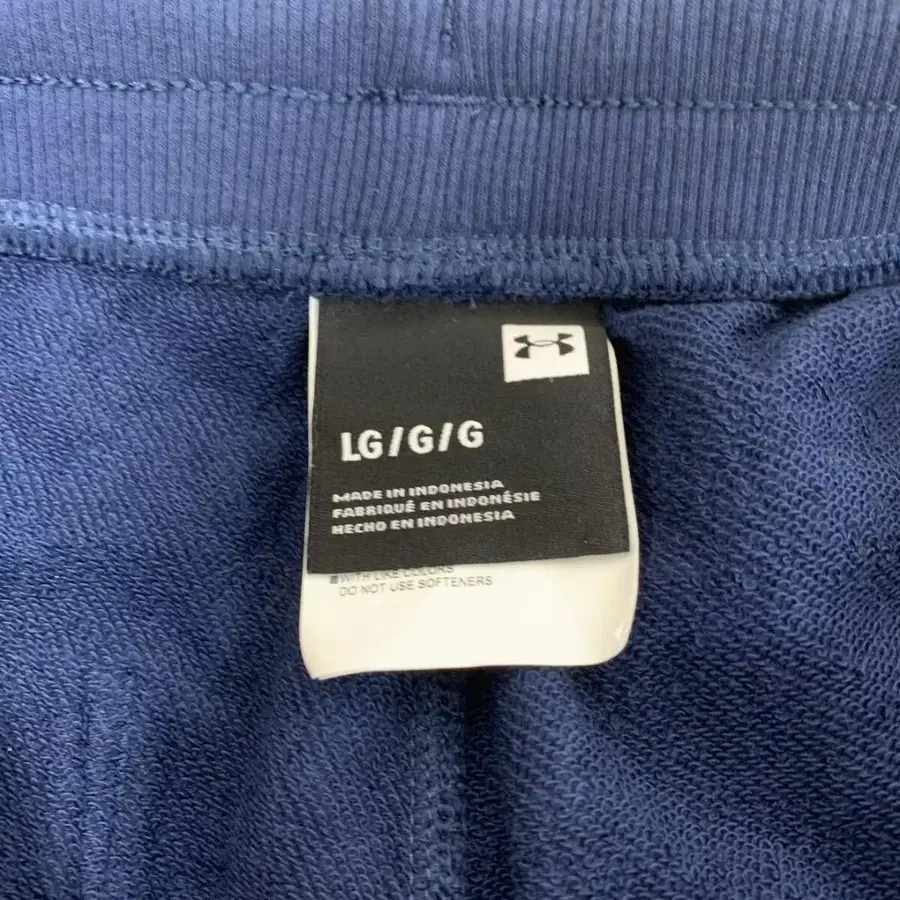 LG/G/G
MADE IN INDONESIA
FABRIQUÉ EN INDONÉSIE
HECHO EN INDONESIA
WITH LIKE COLORS
DO NOT USE SOFTENERS